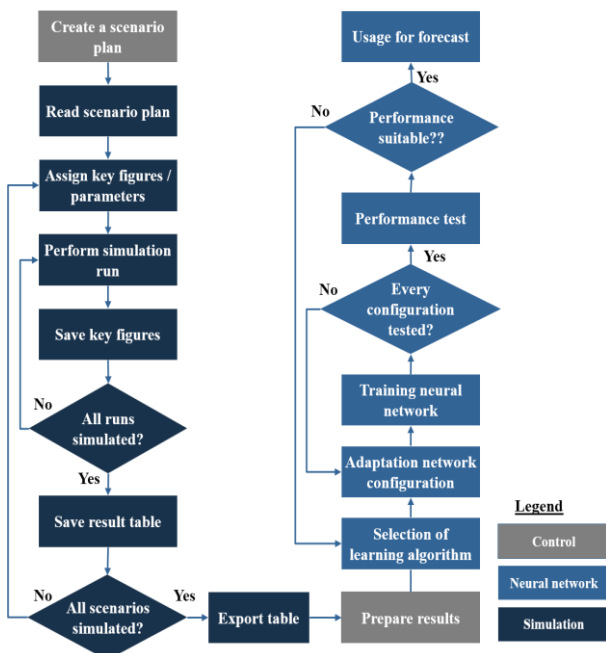 Create a scenario
plan
Read scenario plan
Assign key figures /
parameters
Perform simulation
run
Save key figures
No
All runs
simulated?
Yes
Save result table
No
All scenarios
simulated?
Yes
Export table
Prepare results
Selection of
learning algorithm
Adaptation network
configuration
Training neural
network
No
Every
configuration
tested?
Yes
Performance test
No
Performance
suitable??
Yes
Usage for forecast
Legend
Control
Neural network
Simulation